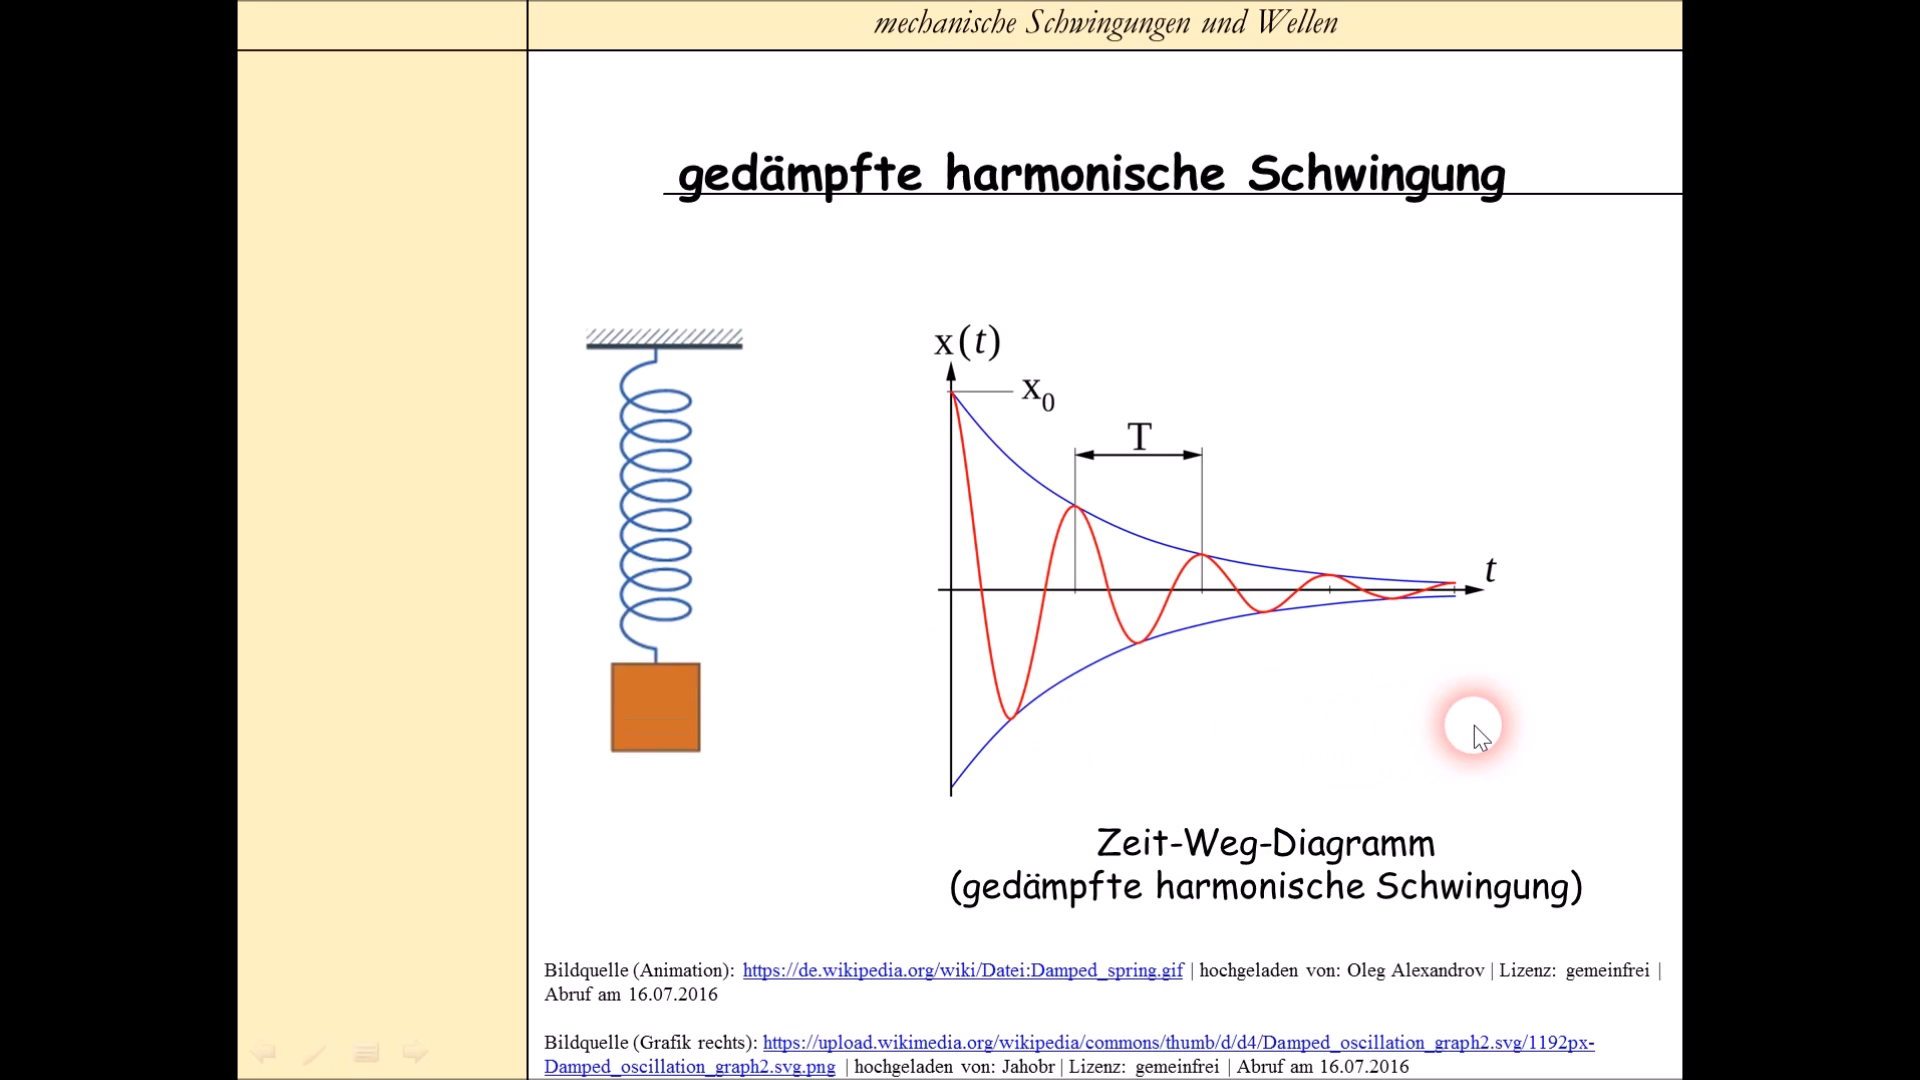 mechanische Schwingungen und Wellen
gedämpfte harmonische Schwingung
x(t)
x0
T
t
Zeit-Weg-Diagramm
(gedämpfte harmonische Schwingung)
Bildquelle (Animation): https://de.wikipedia.org/wiki/Datei:Damped_spring.gif | hochgeladen von: Oleg Alexandrov | Lizenz: gemeinfrei |
Abruf am 16.07.2016
Bildquelle (Grafik rechts): https://upload.wikimedia.org/wikipedia/commons/thumb/d/d4/Damped_oscillation_graph2.svg/1192px-
Damped_oscillation_graph2.svg.png | hochgeladen von: Jahobr | Lizenz: gemeinfrei | Abruf am 16.07.2016